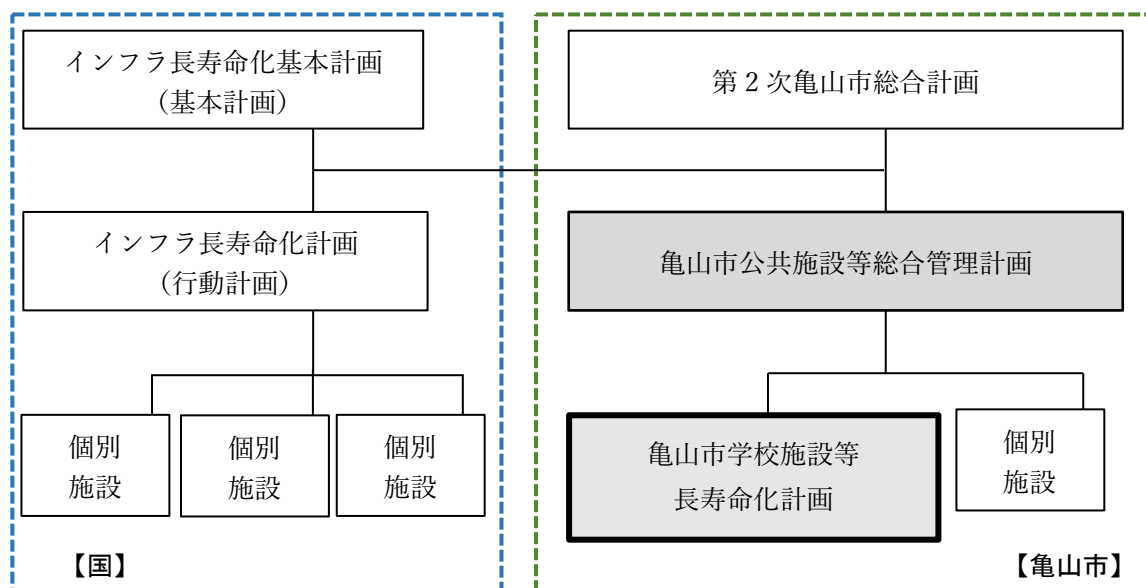 インフラ長寿命化基本計画
（基本計画）
第2次亀山市総合計画
インフラ長寿命化計画
（行動計画）
亀山市公共施設等総合管理計画
個別
施設
個別
施設
個別
施設
亀山市学校施設等
長寿命化計画
個別
施設
【国】
【亀山市】